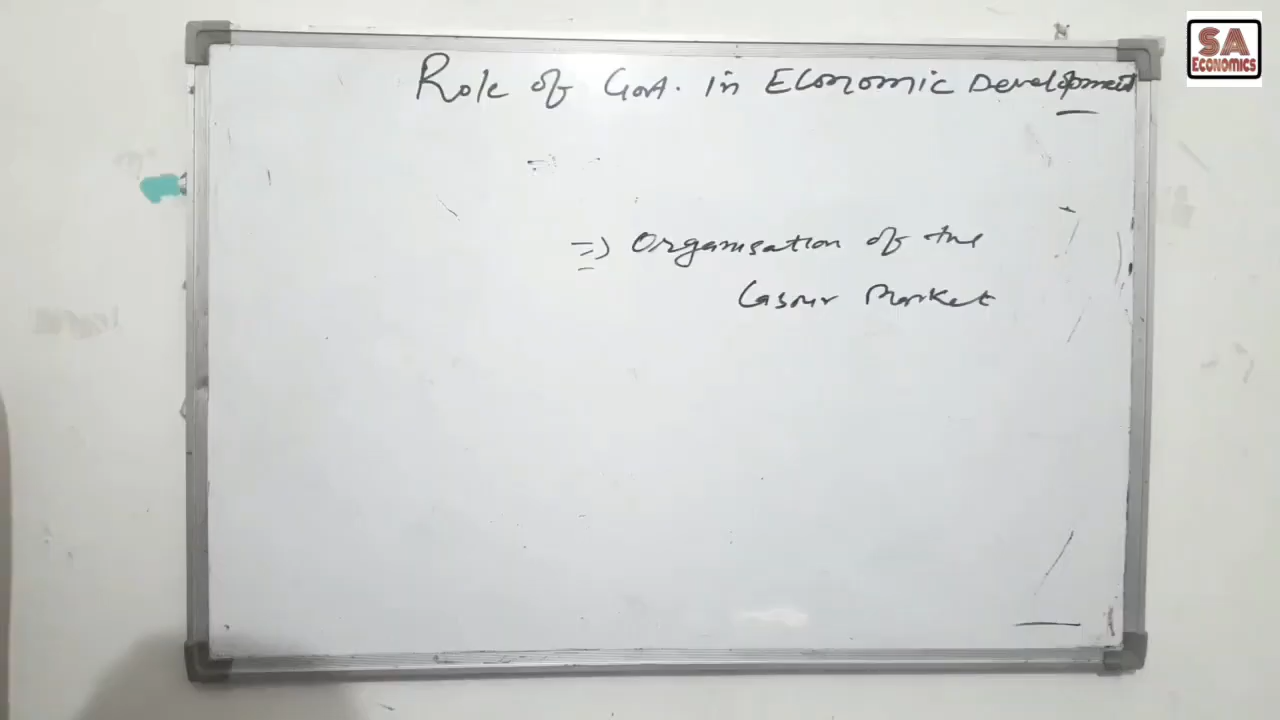 SA
ECONOMICS
Role of Govt. in Economic Development
=> Organisation of the
Labour Market